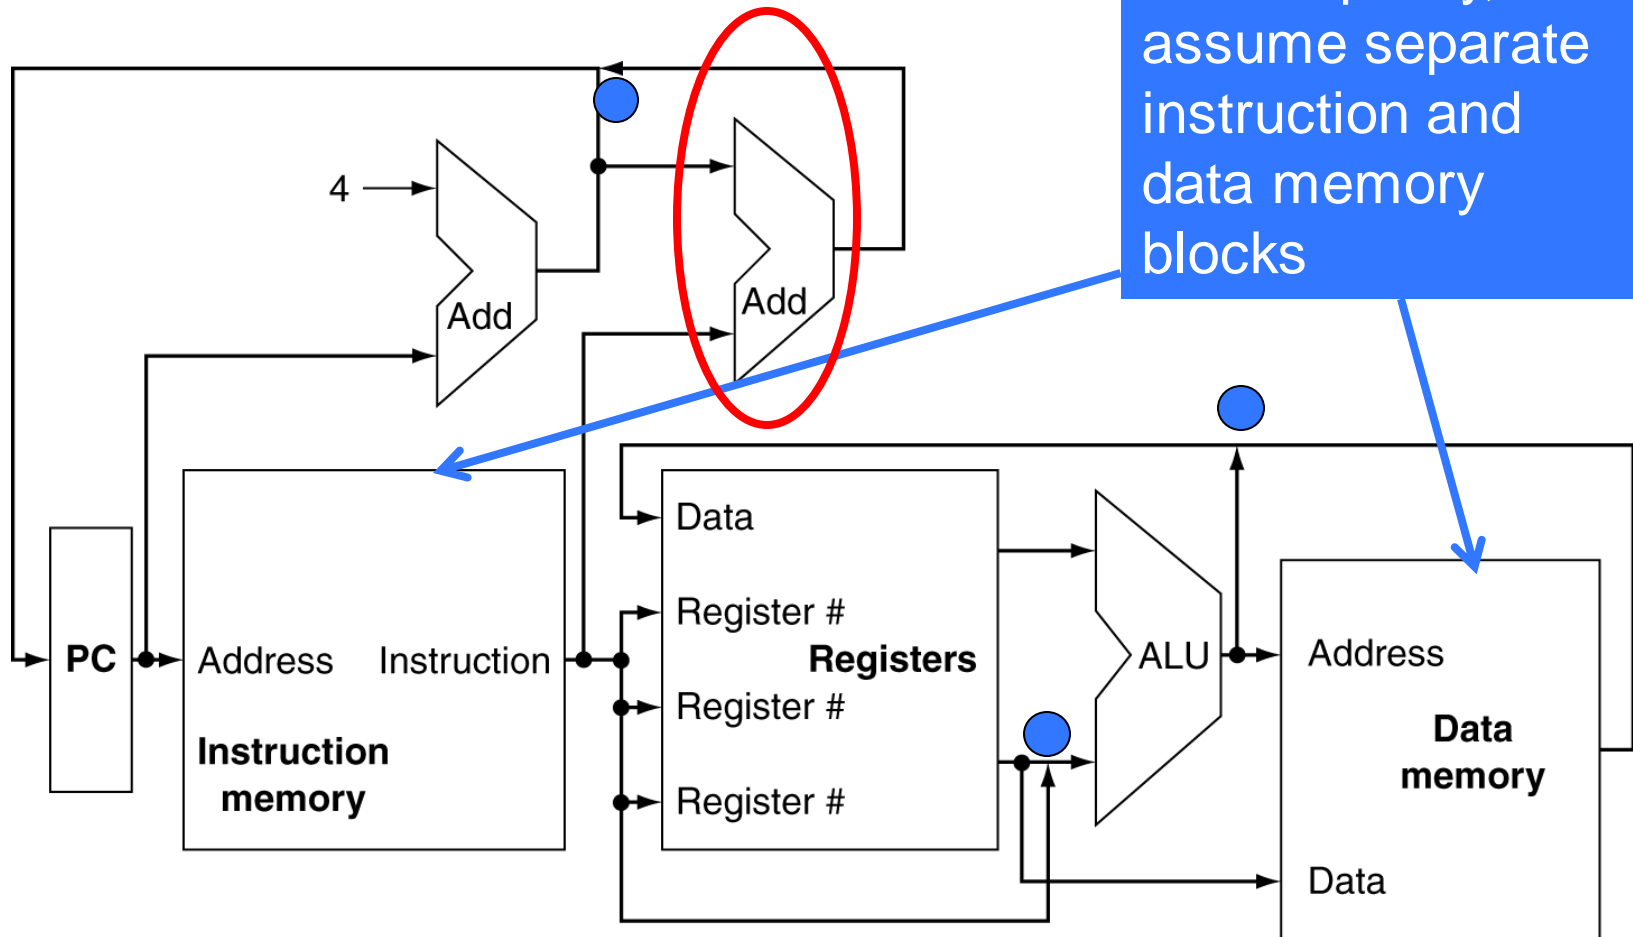 assume separate
instruction and
data memory
blocks
4
Add
Add
Data
Register #
PC
Address
Instruction
Registers
ALU
Address
Register #
Instruction
memory
Data
memory
Register #
Data